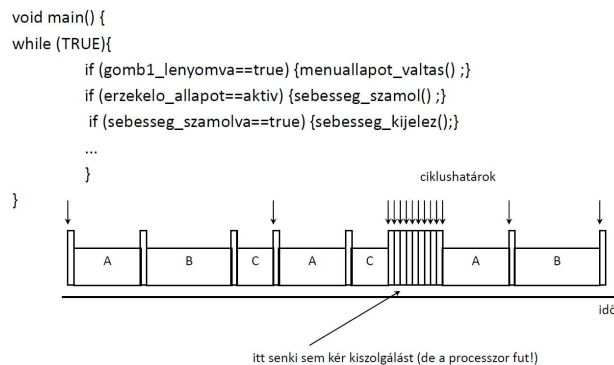 void main() {
while (TRUE){
if (gomb1_lenyomva==true) {menuallapot_valtas() ;}
if (erzekelo_allapot==aktiv) {sebesseg_szamol() ;}
if (sebesseg_szamolva==true) {sebesseg_kijelez();}
...
}
}
ciklushatárok
A B C A C A B
idő
itt senki sem kér kiszolgálást (de a processzor fut!)